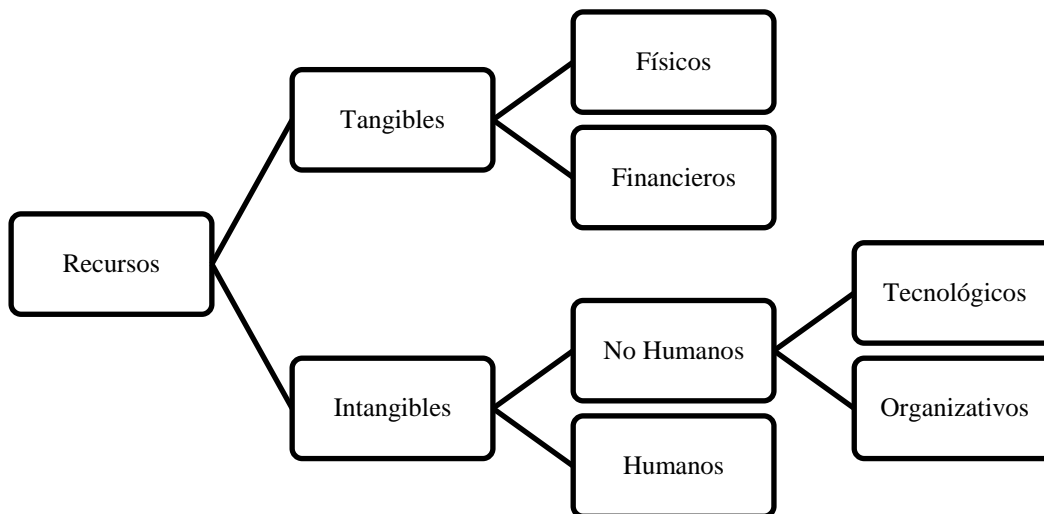 Recursos
Tangibles
Físicos
Financieros
Intangibles
No Humanos
Tecnológicos
Organizativos
Humanos